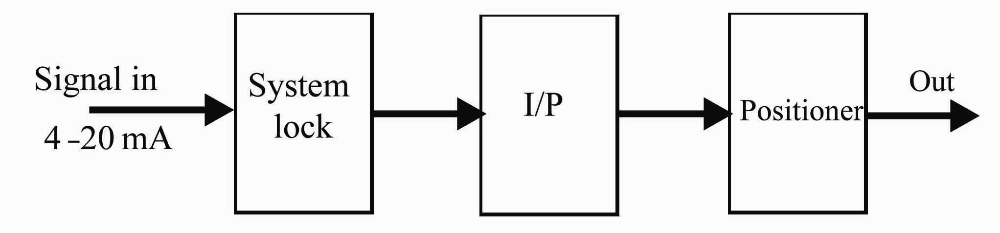 Signal in
4 -20 mA
System
lock
I/P
Positioner
Out